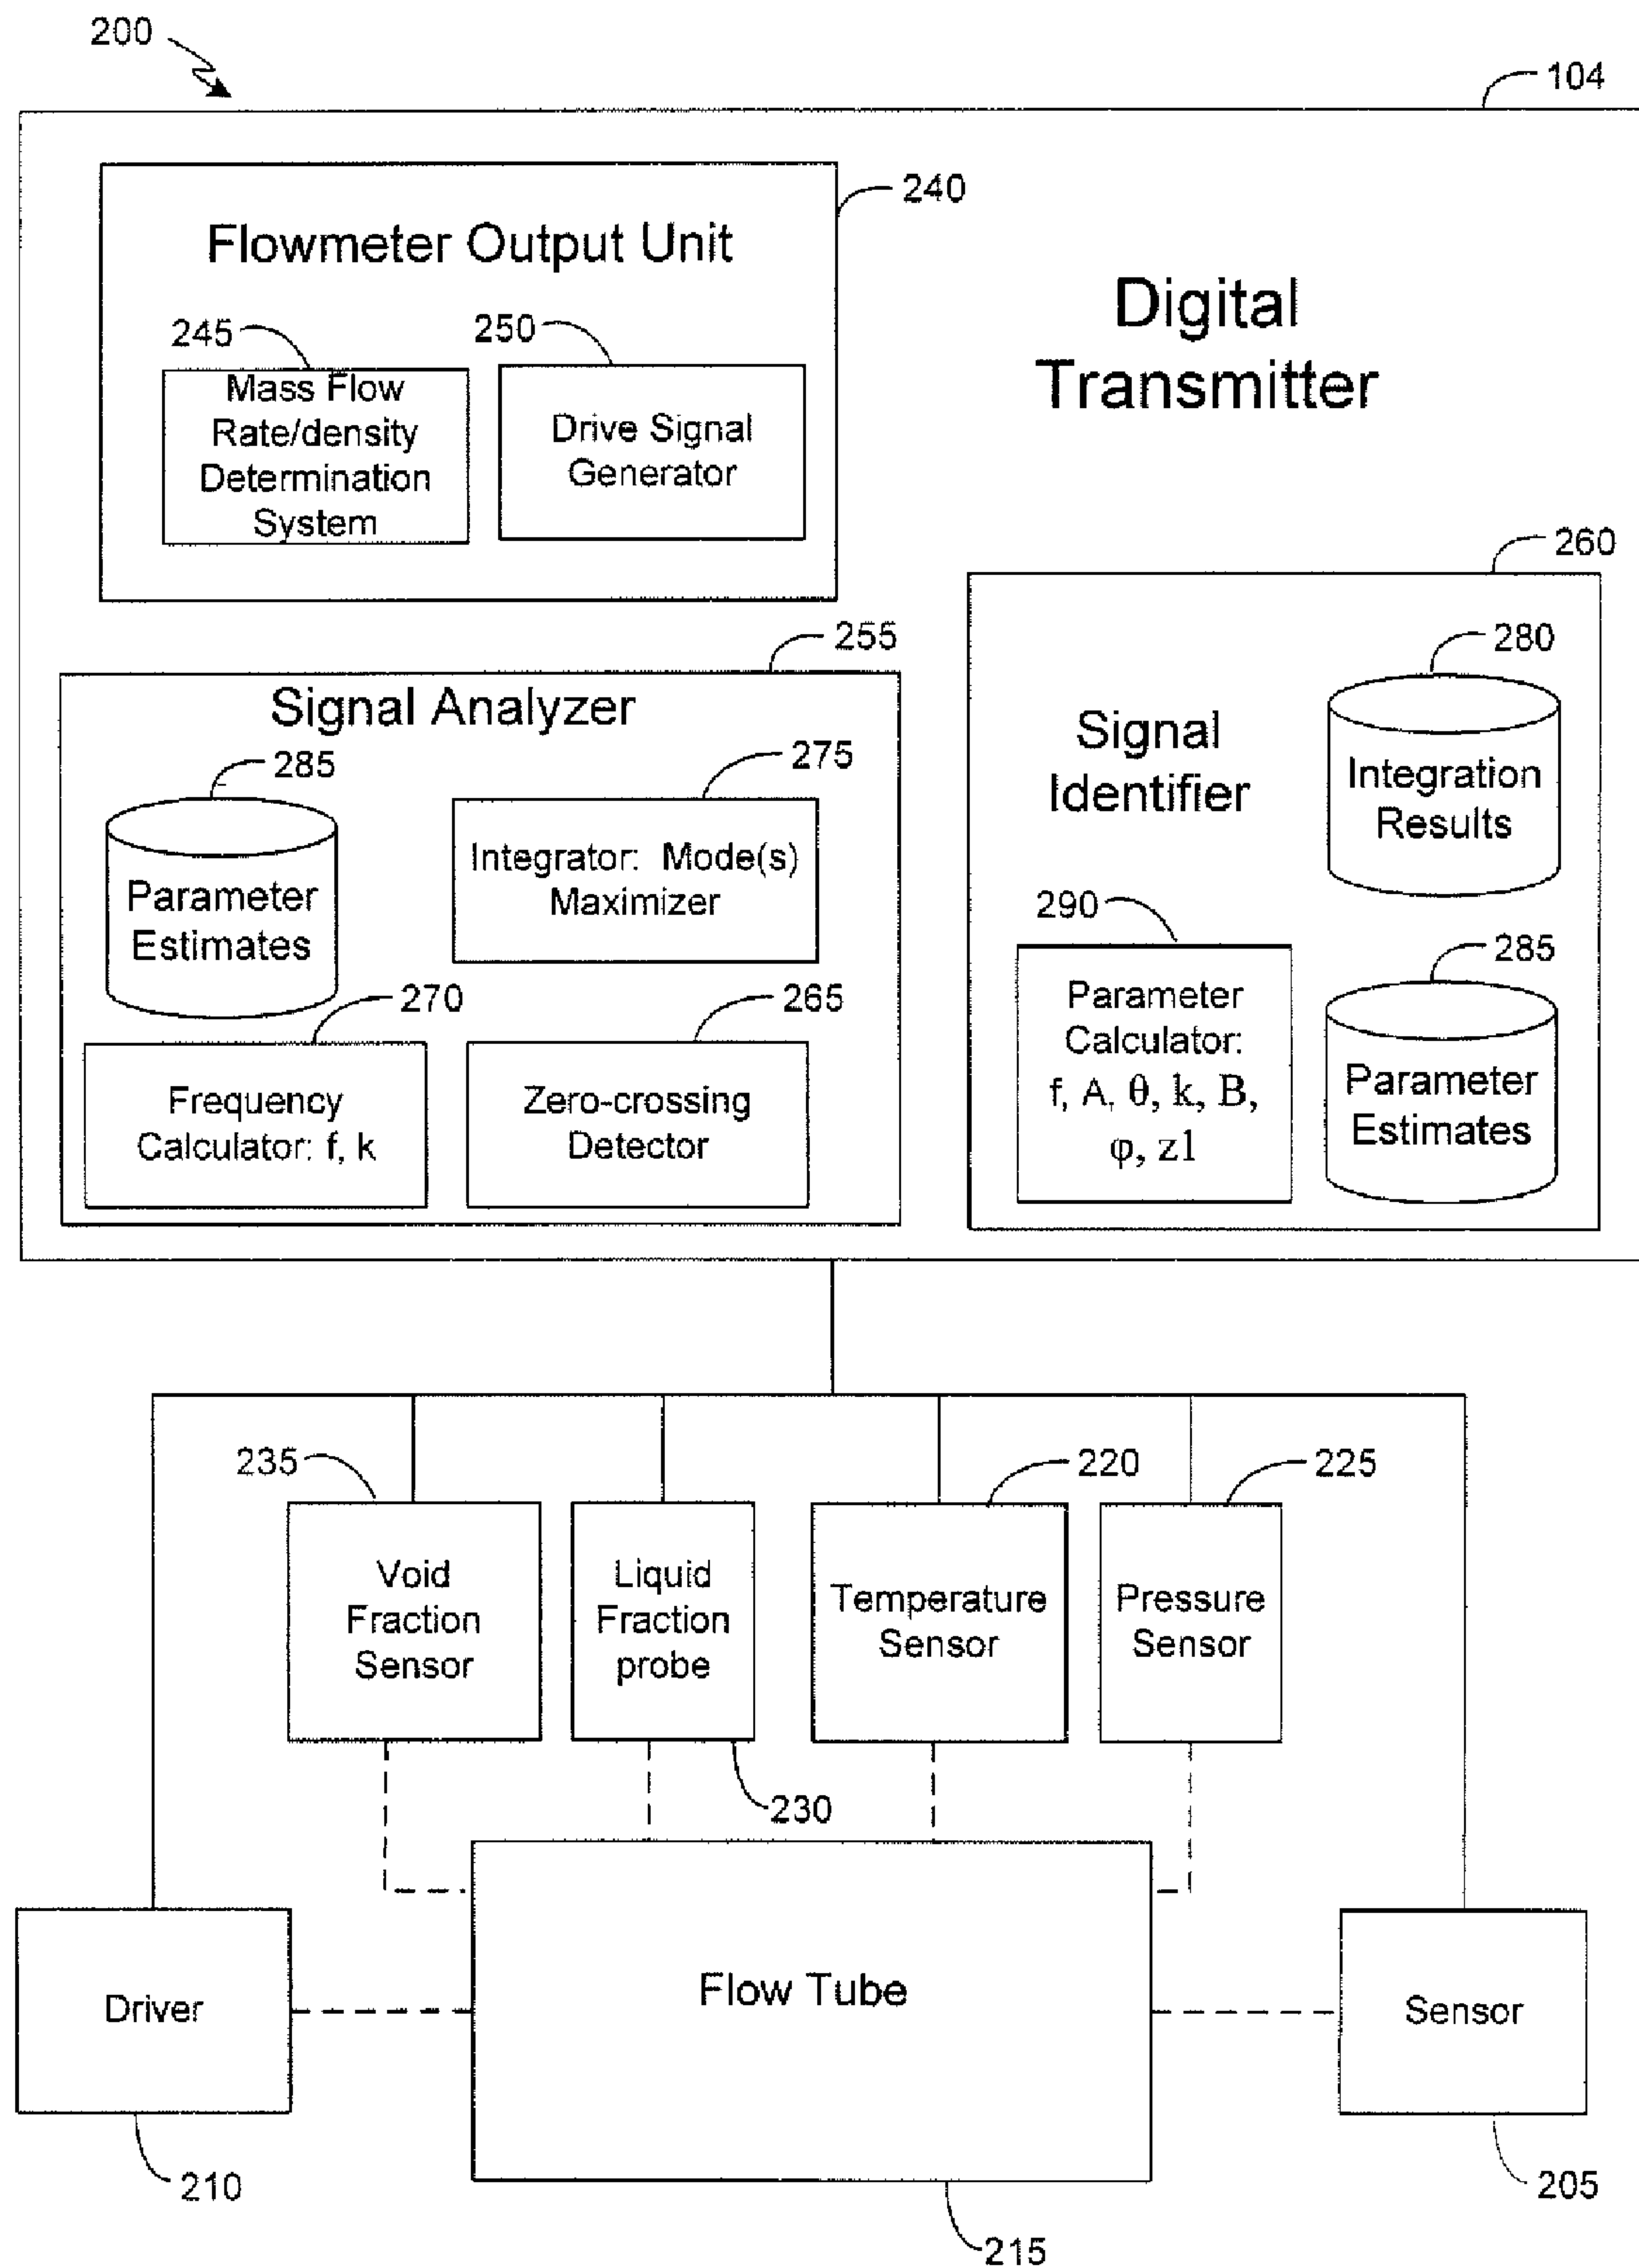 200
104
240
Flowmeter Output Unit
245
250
Mass Flow
Rate/density
Determination
System
Drive Signal
Generator
Digital
Transmitter
260
255
Signal Analyzer
285
275
Parameter
Estimates
Integrator: Mode(s)
Maximizer
270
265
Frequency
Calculator: f, k
Zero-crossing
Detector
280
Signal
Identifier
Integration
Results
290
285
Parameter
Calculator:
f, A, θ, k, B,
φ, z1
Parameter
Estimates
235
220
225
Void
Fraction
Sensor
Liquid
Fraction
probe
Temperature
Sensor
Pressure
Sensor
230
Driver
Flow Tube
Sensor
210
215
205